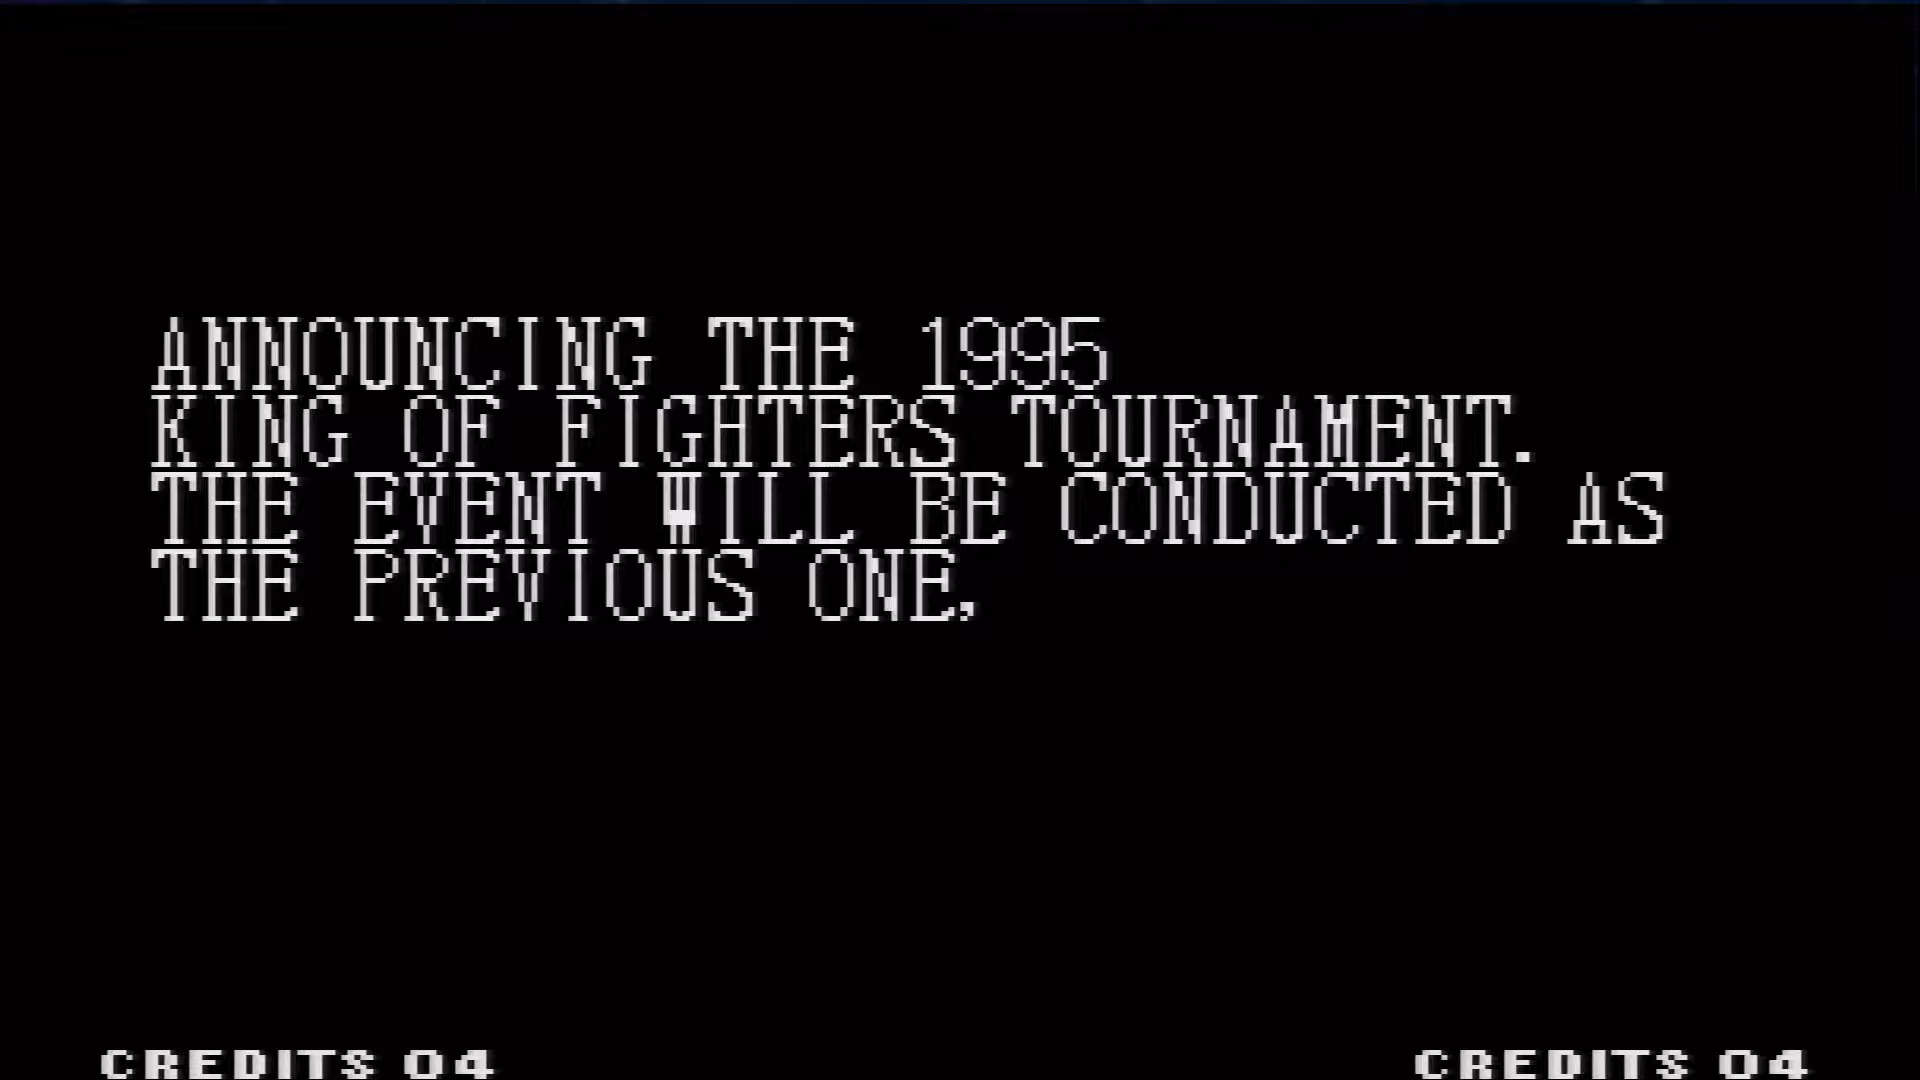 ANNOUNCING THE 1995
KING OF FIGHTERS TOURNAMENT.
THE EVENT WILL BE CONDUCTED AS
THE PREVIOUS ONE,
CREDITS 04 CREDITS 04